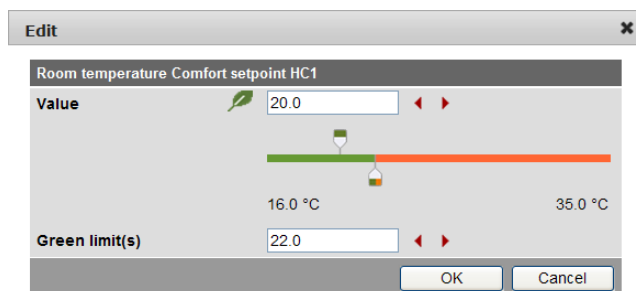 Edit
Room temperature Comfort setpoint HC1
Value 20.0
16.0 °C 35.0 °C
Green limit(s) 22.0
OK Cancel